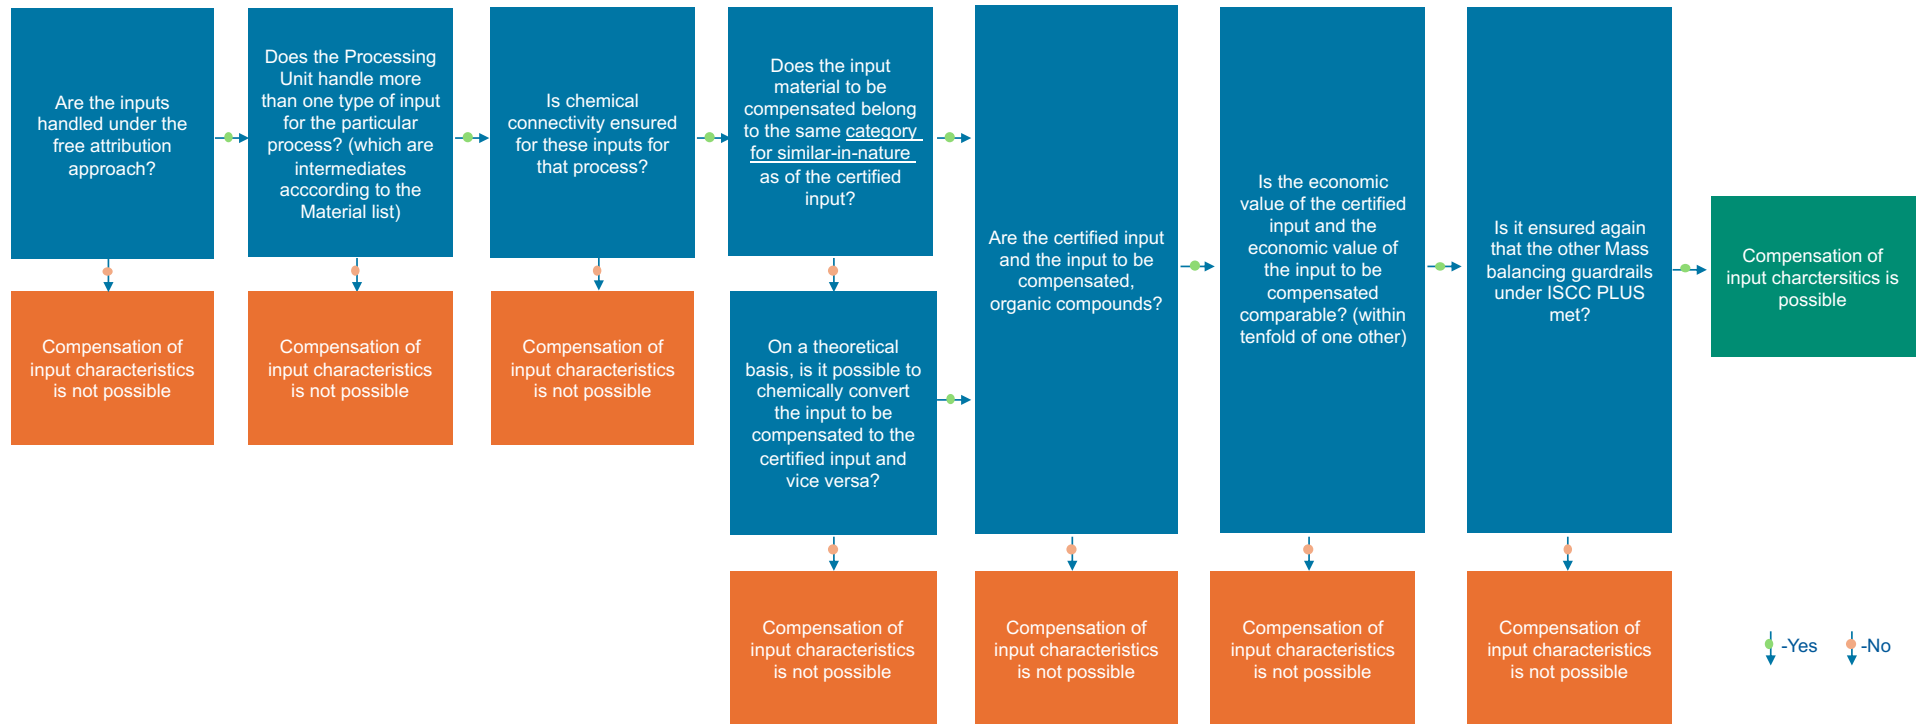 Are the inputs
handled under the
free attribution
approach?
Does the Processing
Unit handle more
than one type of input
for the particular
process? (which are
intermediates
acccording to the
Material list)
Is chemical
connectivity ensured
for these inputs for
that process?
Does the input
material to be
compensated belong
to the same category
for similar-in-nature
as of the certified
input?
Are the certified input
and the input to be
compensated,
organic compounds?
Is the economic
value of the certified
input and the
economic value of
the input to be
compensated
comparable? (within
tenfold of one other)
Is it ensured again
that the other Mass
balancing guardrails
under ISCC PLUS
met?
Compensation of
input charctersitics is
possible
Compensation of
input characteristics
is not possible
Compensation of
input characteristics
is not possible
Compensation of
input characteristics
is not possible
On a theoretical
basis, is it possible to
chemically convert
the input to be
compensated to the
certified input and
vice versa?
Compensation of
input characteristics
is not possible
Compensation of
input characteristics
is not possible
Compensation of
input characteristics
is not possible
Compensation of
input characteristics
is not possible
-Yes
-No